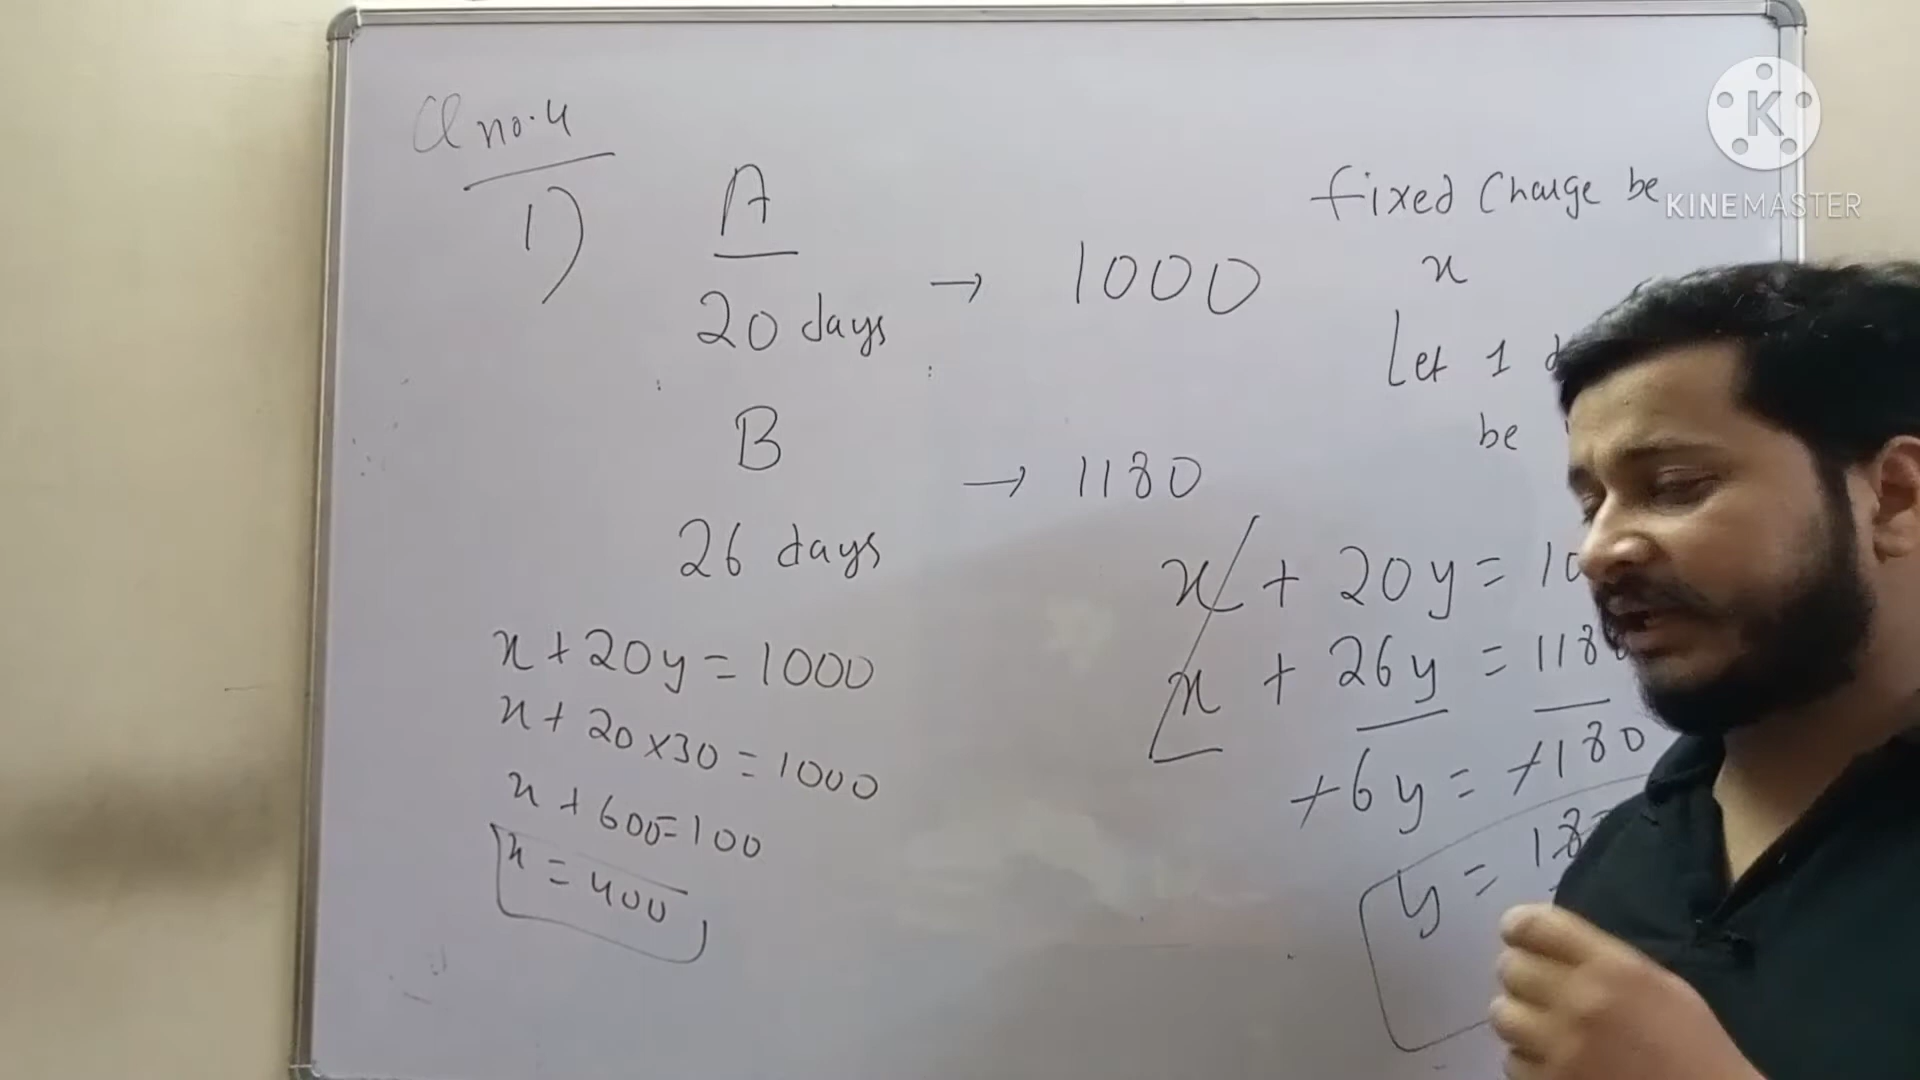 Q no.4
1)
A
20 days → 1000
B
→ 1180
26 days
x + 20y = 1000
x + 20 x 30 = 1000
x + 600 = 100
x = 400
fixed Charge be
x
Let 1
be
x + 20y = 10
x + 26y = 118
+6y = +180
y = 18
K
KINEMASTER